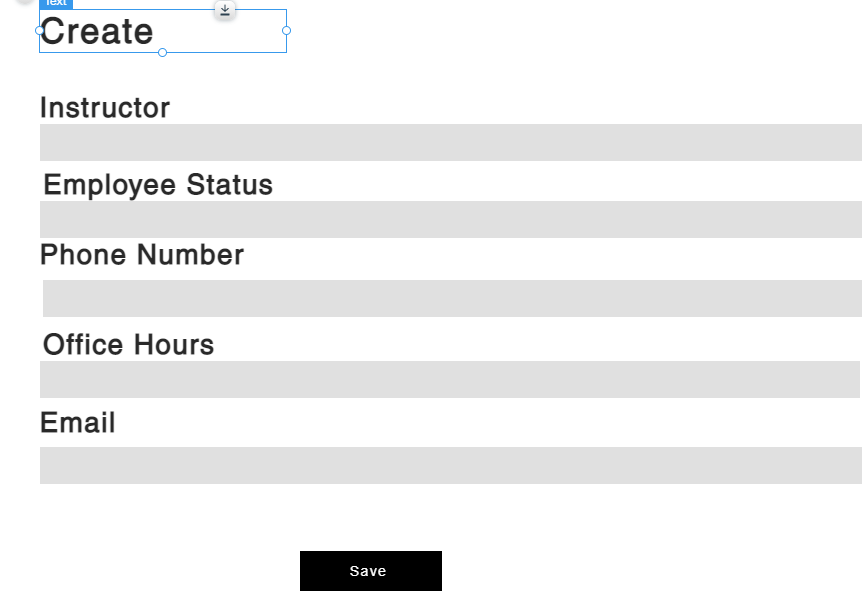 Text
Create
Instructor
Employee Status
Phone Number
Office Hours
Email
Save